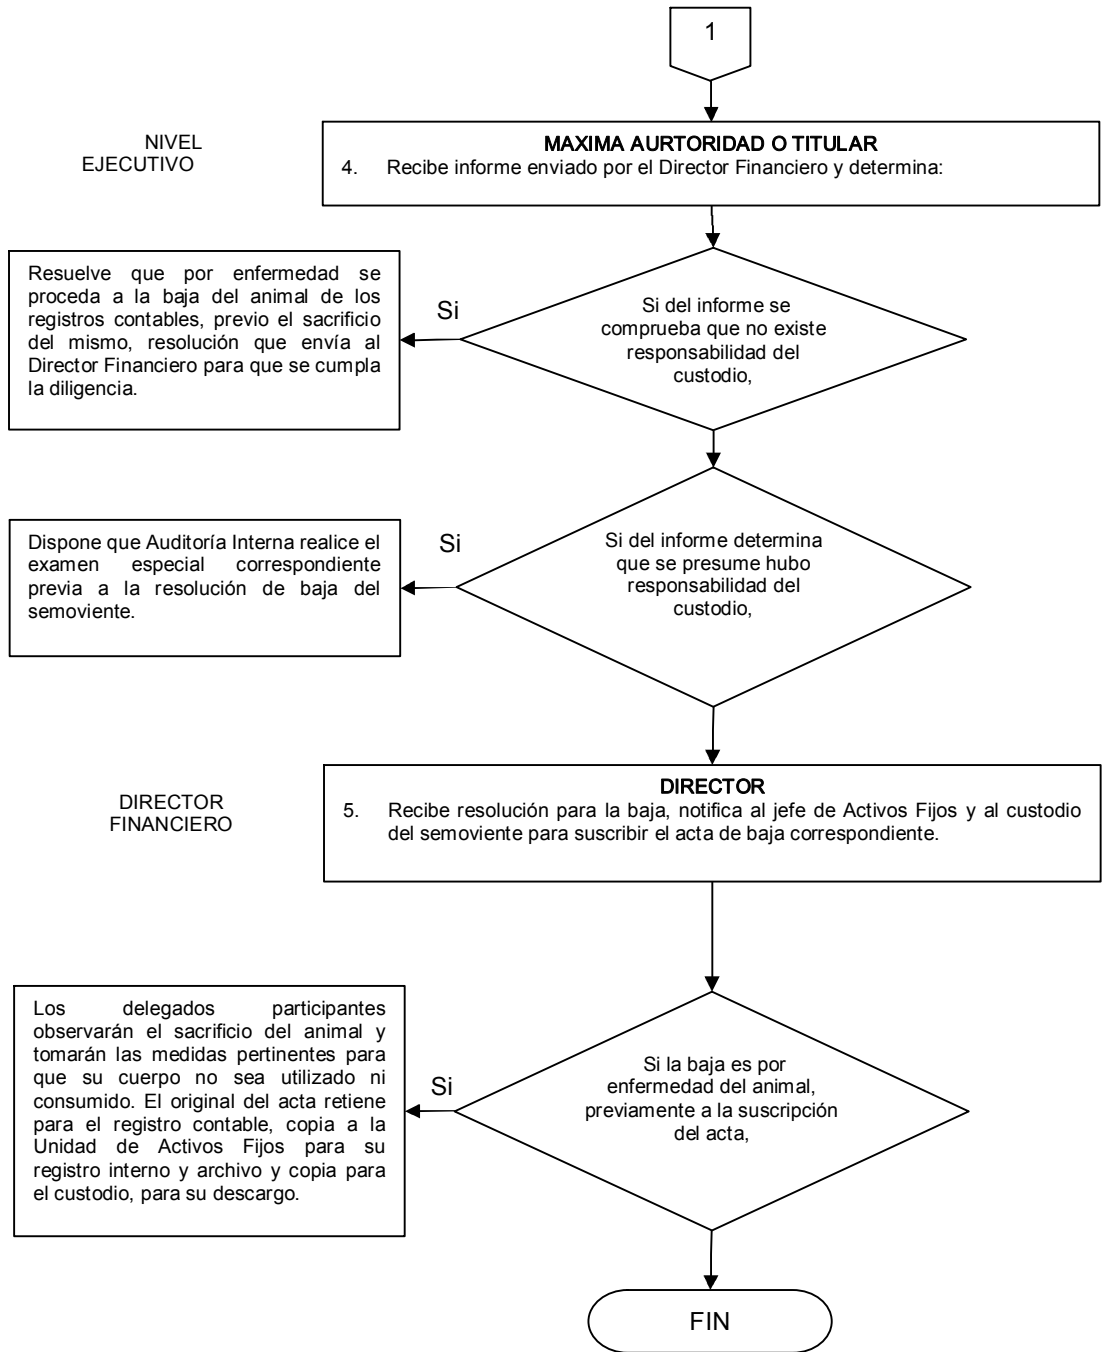 1
NIVEL
EJECUTIVO
MAXIMA AURTORIDAD O TITULAR
4. Recibe informe enviado por el Director Financiero y determina:
Resuelve que por enfermedad se
proceda a la baja del animal de los
registros contables, previo el sacrificio
del mismo, resolución que envía al
Director Financiero para que se cumpla
la diligencia.
Si
Si del informe se
comprueba que no existe
responsabilidad del
custodio,
Dispone que Auditoría Interna realice el
examen especial correspondiente
previa a la resolución de baja del
semoviente.
Si
Si del informe determina
que se presume hubo
responsabilidad del
custodio,
DIRECTOR
FINANCIERO
DIRECTOR
5. Recibe resolución para la baja, notifica al jefe de Activos Fijos y al custodio
del semoviente para suscribir el acta de baja correspondiente.
Los delegados participantes
observarán el sacrificio del animal y
tomarán las medidas pertinentes para
que su cuerpo no sea utilizado ni
consumido. El original del acta retiene
para el registro contable, copia a la
Unidad de Activos Fijos para su
registro interno y archivo y copia para
el custodio, para su descargo.
Si
Si la baja es por
enfermedad del animal,
previamente a la suscripción
del acta,
FIN